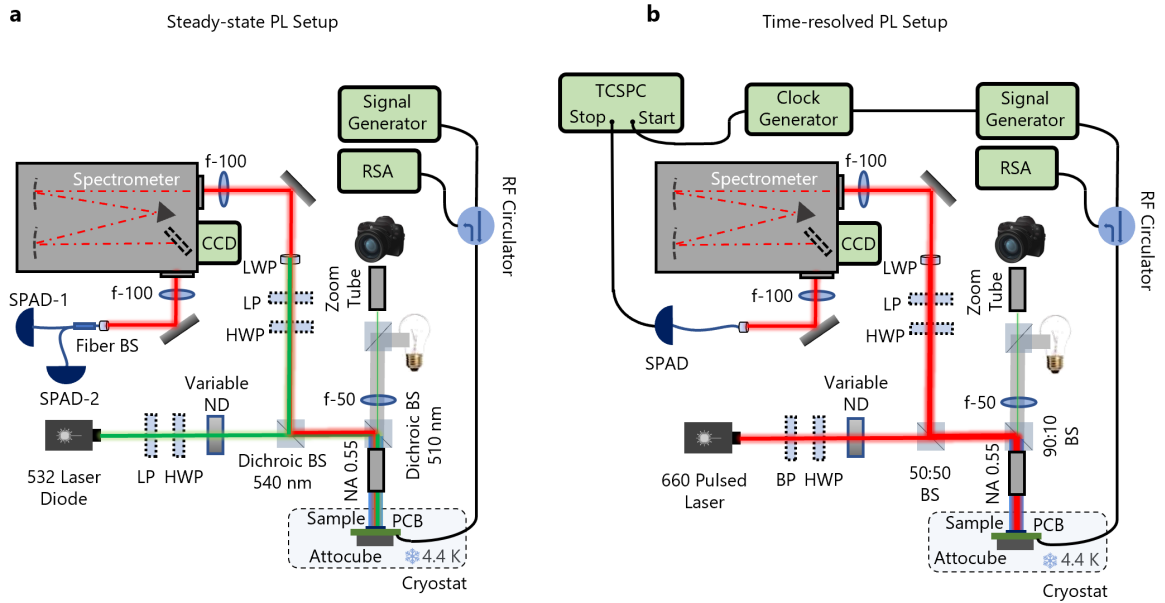 a
Steady-state PL Setup
Signal
Generator
RSA
RF Circulator
f-100
Spectrometer
CCD
LWP
LP
HWP
Zoom
Tube
f-100
SPAD-1
Fiber BS
SPAD-2
Variable
ND
f-50
Dichroic BS
510 nm
532 Laser
Diode
LP
HWP
Dichroic BS
540 nm
NA 0.55
Sample
PCB
Attocube
4.4 K
Cryostat
b
Time-resolved PL Setup
TCSPC
Stop
Start
Clock
Generator
Signal
Generator
RSA
RF Circulator
f-100
Spectrometer
CCD
LWP
LP
HWP
Zoom
Tube
f-100
SPAD
Variable
ND
f-50
90:10
BS
660 Pulsed
Laser
BP
HWP
50:50
BS
NA 0.55
Sample
PCB
Attocube
4.4 K
Cryostat